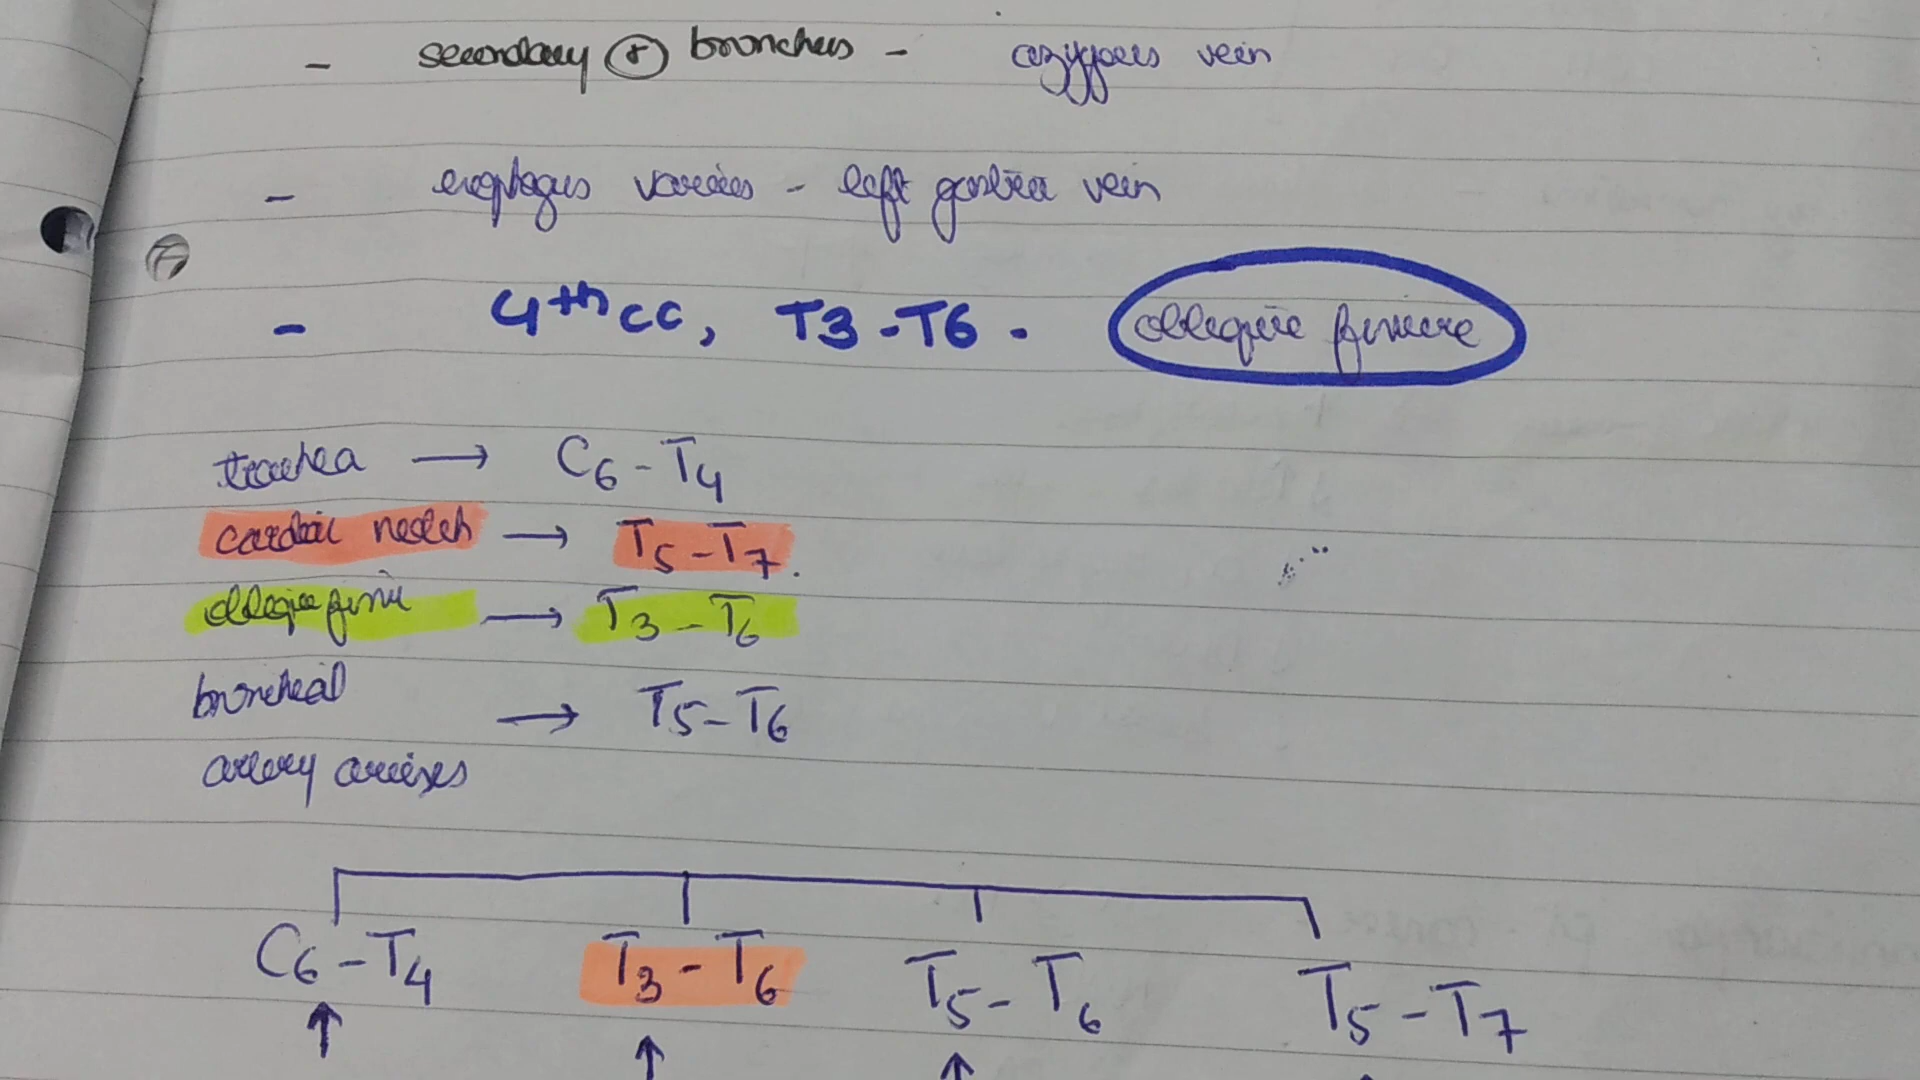 - secondary (r) bronchus - azygous vein
- esophagus varices - left gastric vein
- 4th cc, T3-T6. oblique fissure
trachea → C6-T4
cardiac notch → T5-T7.
oblique fissure → T3-T6
bronchial → T5-T6
artery arises
C6-T4 T3-T6 T5-T6 T5-T7
↑ ↑ ↑